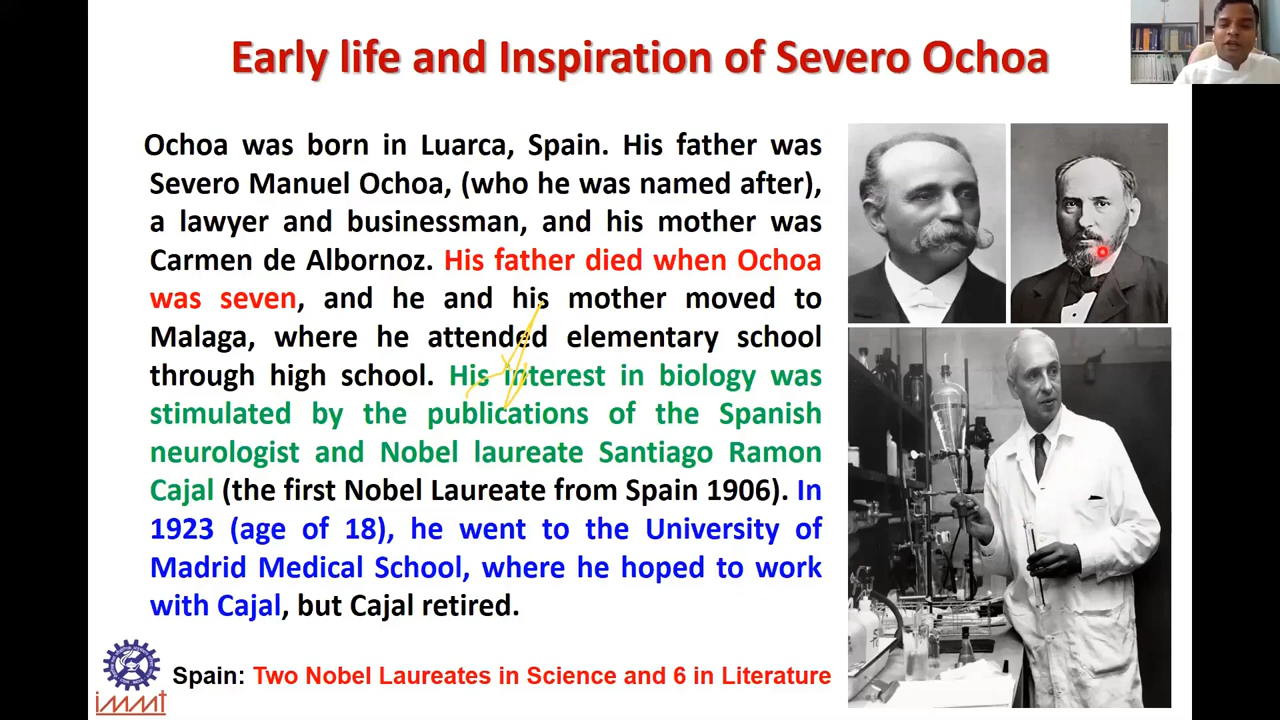 Early life and Inspiration of Severo Ochoa
Ochoa was born in Luarca, Spain. His father was
Severo Manuel Ochoa, (who he was named after),
a lawyer and businessman, and his mother was
Carmen de Albornoz. His father died when Ochoa
was seven, and he and his mother moved to
Malaga, where he attended elementary school
through high school. His interest in biology was
stimulated by the publications of the Spanish
neurologist and Nobel laureate Santiago Ramon
Cajal (the first Nobel Laureate from Spain 1906). In
1923 (age of 18), he went to the University of
Madrid Medical School, where he hoped to work
with Cajal, but Cajal retired.
Spain: Two Nobel Laureates in Science and 6 in Literature
immt